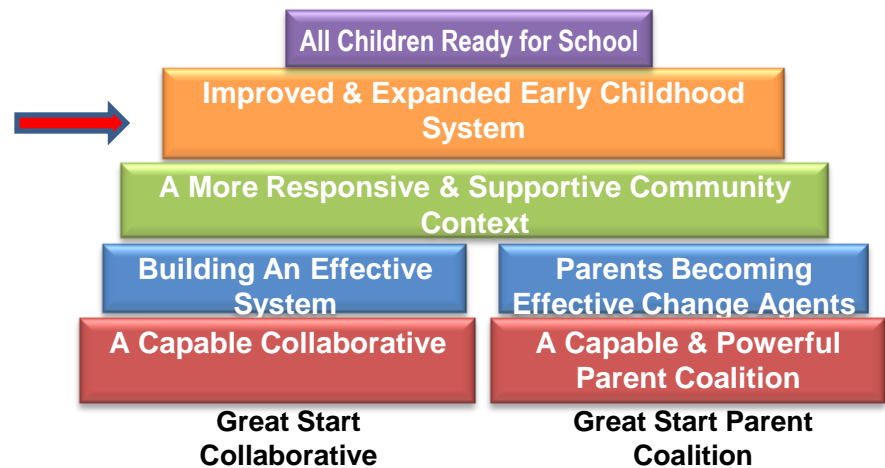 All Children Ready for School
Improved & Expanded Early Childhood
System
A More Responsive & Supportive Community
Context
Building An Effective
System
Parents Becoming
Effective Change Agents
A Capable Collaborative
A Capable & Powerful
Parent Coalition
Great Start
Collaborative
Great Start Parent
Coalition